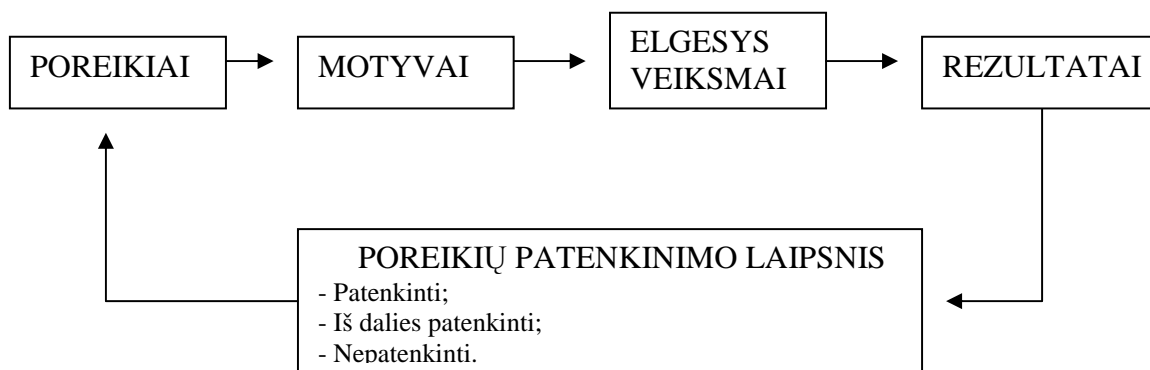 POREIKIAI
MOTYVAI
ELGESYS
VEIKSMAI
REZULTATAI
POREIKIŲ PATENKINIMO LAIPSNIS
- Patenkinti;
- Iš dalies patenkinti;
- Nepatenkinti.